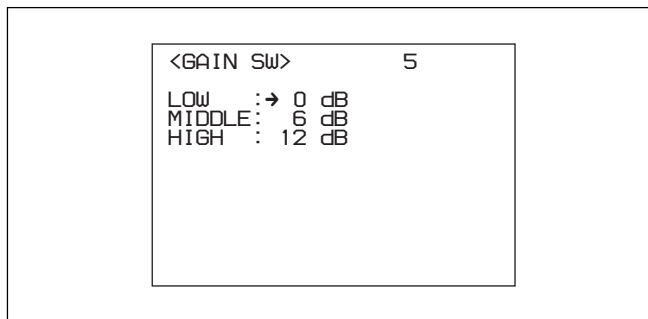 <GAIN SW> 5
LOW :➔ 0 dB
MIDDLE: 6 dB
HIGH : 12 dB